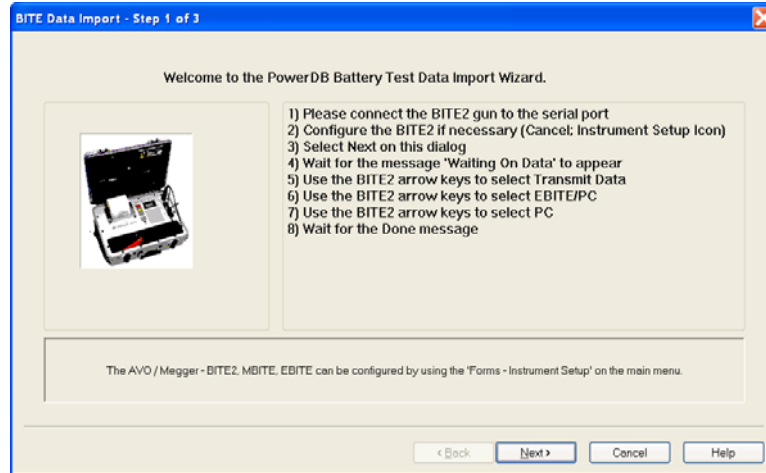 BITE Data Import - Step 1 of 3
Welcome to the PowerDB Battery Test Data Import Wizard.
1) Please connect the BITE2 gun to the serial port
2) Configure the BITE2 if necessary (Cancel; Instrument Setup Icon)
3) Select Next on this dialog
4) Wait for the message 'Waiting On Data' to appear
5) Use the BITE2 arrow keys to select Transmit Data
6) Use the BITE2 arrow keys to select EBITE/PC
7) Use the BITE2 arrow keys to select PC
8) Wait for the Done message
The AVO / Megger - BITE2, MBITE, EBITE can be configured by using the 'Forms - Instrument Setup' on the main menu.
< Back Next > Cancel Help